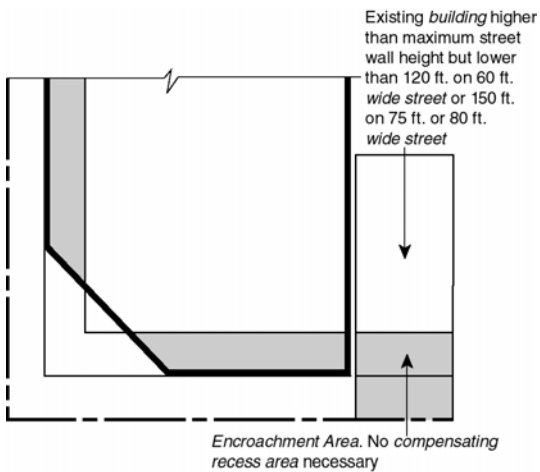 Existing building higher
than maximum street
wall height but lower
than 120 ft. on 60 ft.
wide street or 150 ft.
on 75 ft. or 80 ft.
wide street
Encroachment Area. No compensating
recess area necessary